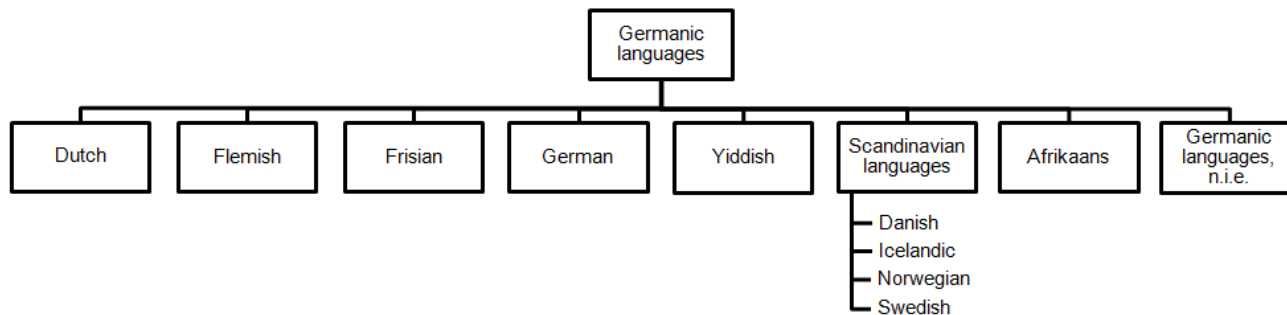 Germanic
languages
Dutch
Flemish
Frisian
German
Yiddish
Scandinavian
languages
Afrikaans
Germanic
languages,
n.i.e.
Danish
Icelandic
Norwegian
Swedish